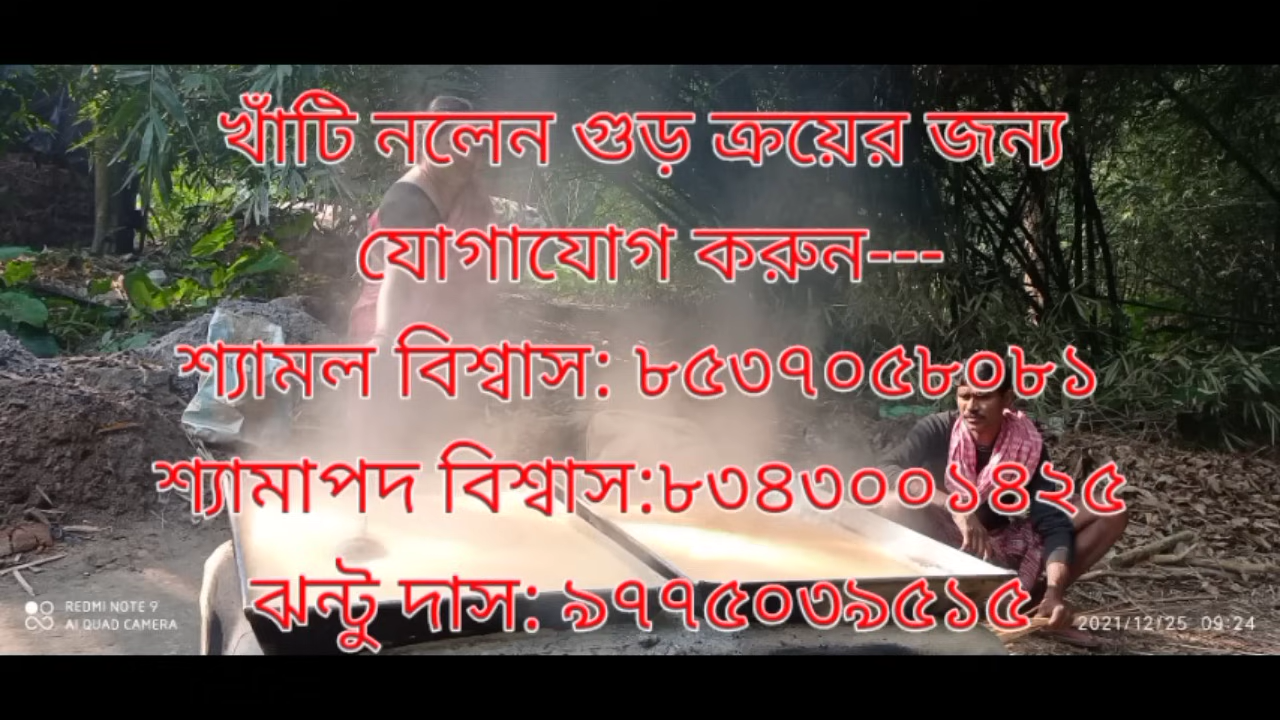 খাঁটি নলেন গুড় ক্রয়ের জন্য
যোগাযোগ করুন---
শ্যামল বিশ্বাস: ৮৫৩৭০৫৮০৮১
শ্যামাপদ বিশ্বাস:৮৩৪৩০০১৪২৫
ঝন্টু দাস: ৯৭৭৫০৩৯৫১৫
REDMI NOTE 9
AI QUAD CAMERA
2021/12/25 09:24